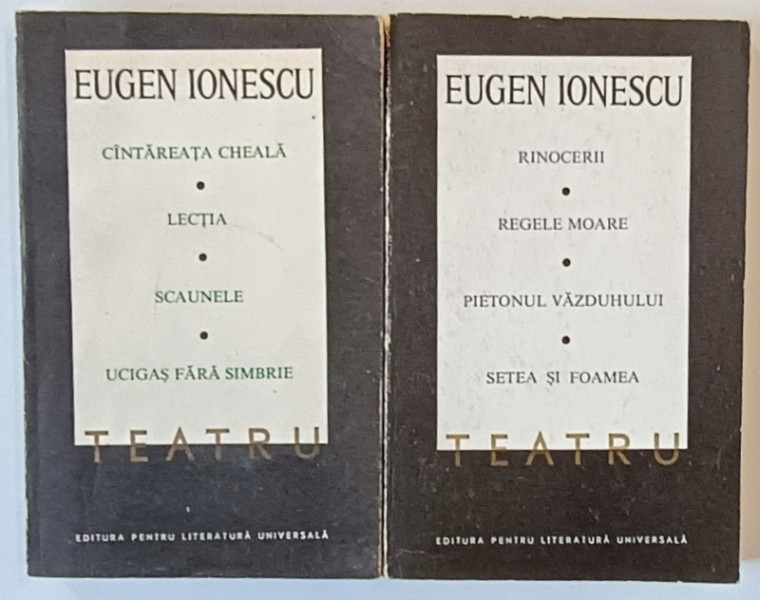 EUGEN IONESCU
CÎNTĂREAȚA CHEALĂ
LECȚIA
SCAUNELE
UCIGAȘ FĂRĂ SIMBRIE
TEATRU
EDITURA PENTRU LITERATURĂ UNIVERSALĂ
EUGEN IONESCU
RINOCERII
REGELE MOARE
PIETONUL VĂZDUHULUI
SETEA ȘI FOAMEA
TEATRU
EDITURA PENTRU LITERATURĂ UNIVERSALĂ